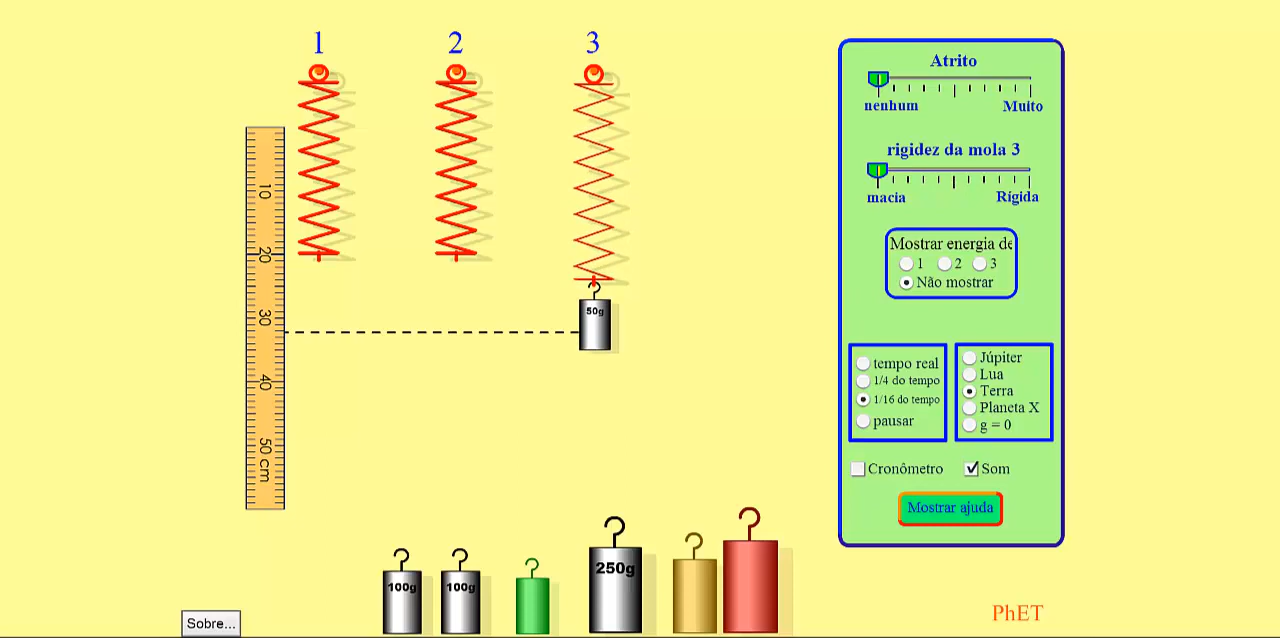 1 2 3
Atrito
nenhum Muito
rigidez da mola 3
macia Rígida
Mostrar energia de
1 2 3
Não mostrar
10
20
30
40
50 cm
50g
tempo real
1/4 do tempo
1/16 do tempo
pausar
Júpiter
Lua
Terra
Planeta X
g = 0
Cronômetro Som
Mostrar ajuda
100g 100g 250g
PhET
Sobre...